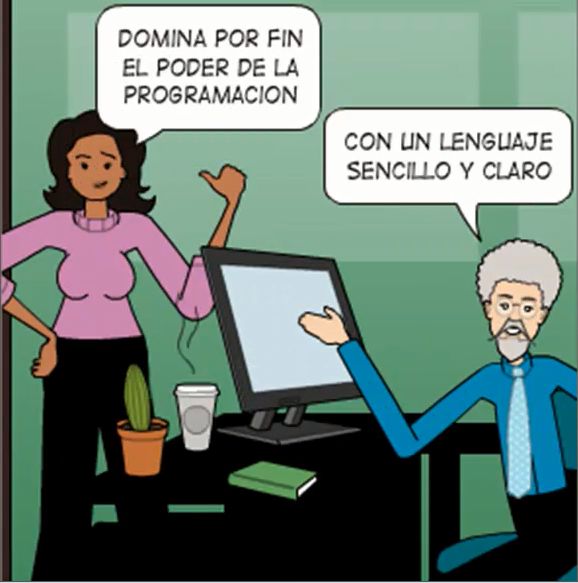 DOMINA POR FIN
EL PODER DE LA
PROGRAMACION
CON UN LENGUAJE
SENCILLO Y CLARO